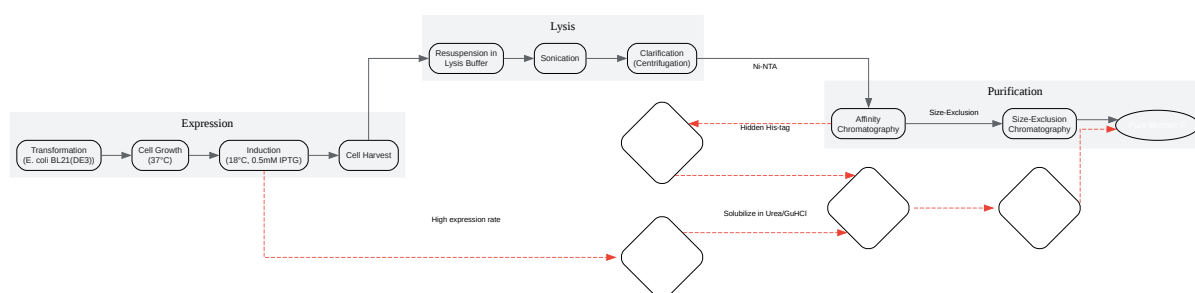 Lysis
Resuspension in
Lysis Buffer
Sonication
Clarification
(Centrifugation)
Ni-NTA
Purification
Expression
Hidden His-tag
Affinity
Chromatography
Size-Exclusion
Size-Exclusion
Chromatography
Transformation
(E. coli BL21(DE3))
Cell Growth
(37°C)
Induction
(18°C, 0.5mM IPTG)
Cell Harvest
High expression rate
Solubilize in Urea/GuHCl